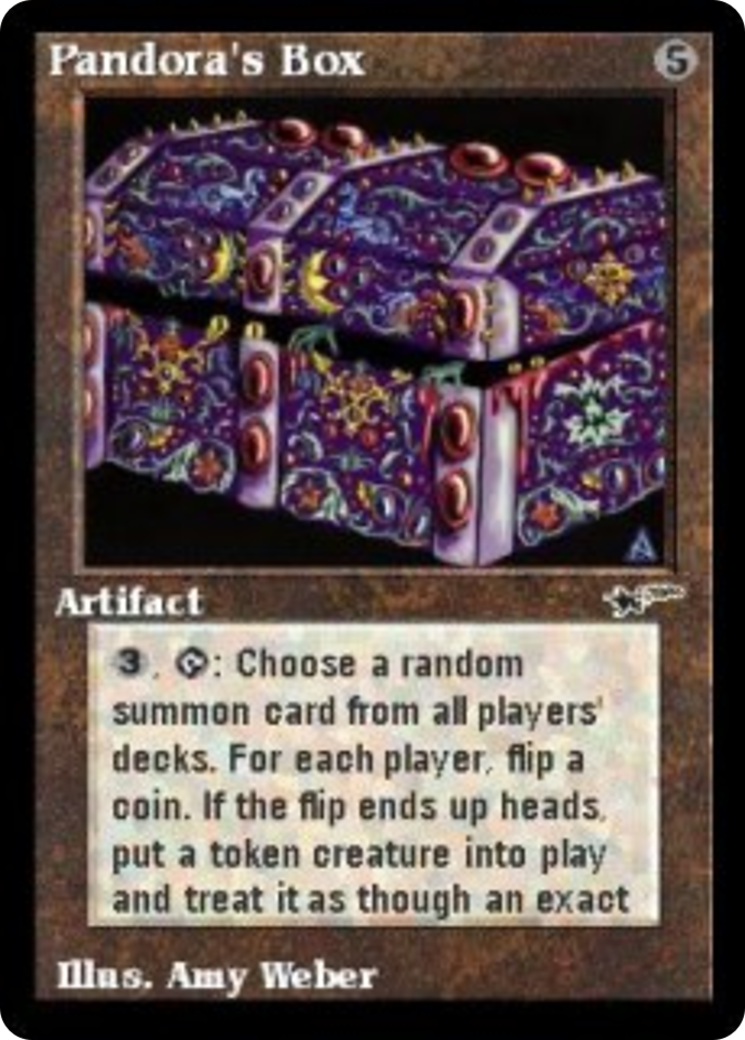 Pandora's Box
5
Artifact
3, : Choose a random
summon card from all players'
decks. For each player, flip a
coin. If the flip ends up heads,
put a token creature into play
and treat it as though an exact
Illus. Amy Weber